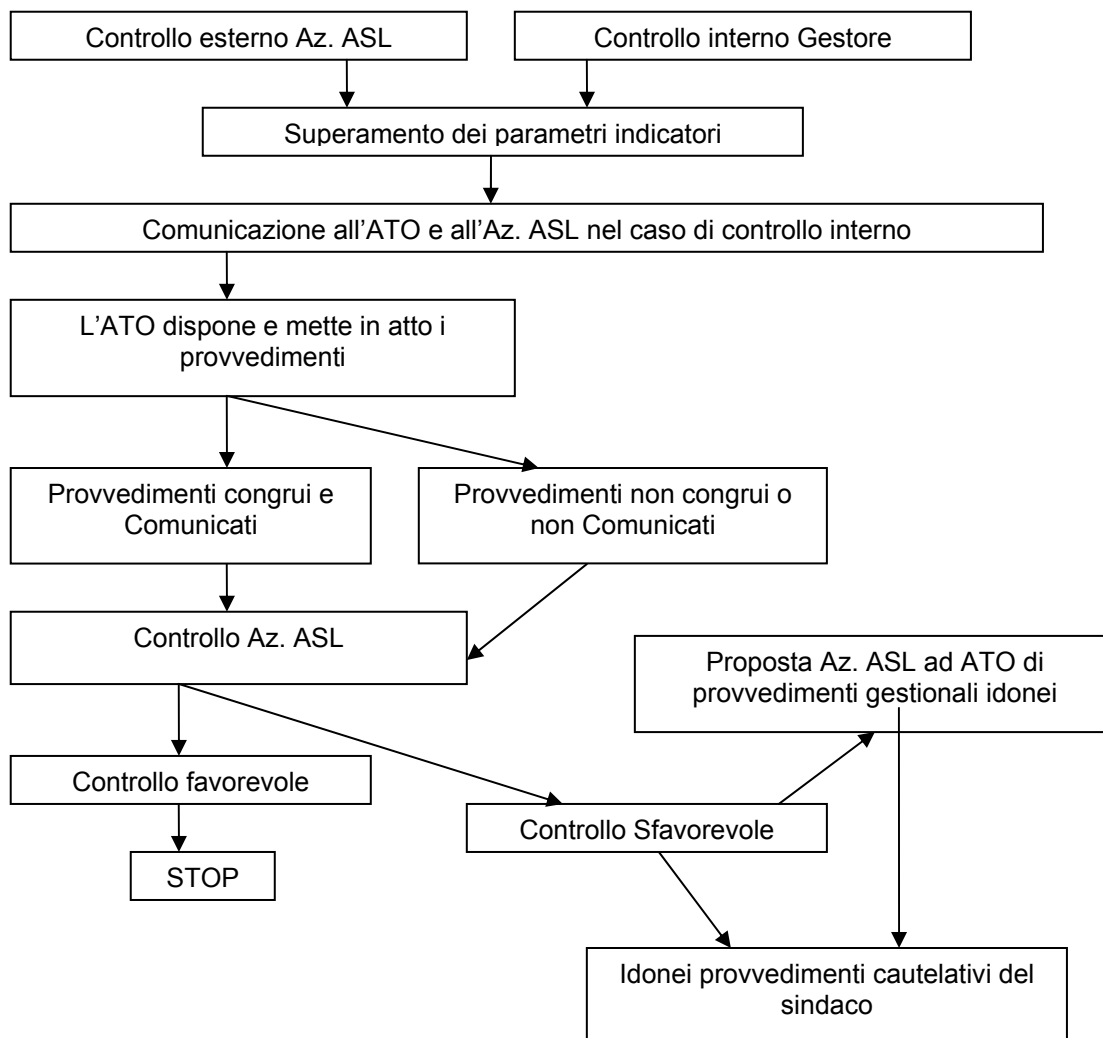 Controllo esterno Az. ASL
Controllo interno Gestore
Superamento dei parametri indicatori
Comunicazione all’ATO e all’Az. ASL nel caso di controllo interno
L’ATO dispone e mette in atto i
provvedimenti
Provvedimenti congrui e
Comunicati
Provvedimenti non congrui o
non Comunicati
Controllo Az. ASL
Proposta Az. ASL ad ATO di
provvedimenti gestionali idonei
Controllo favorevole
Controllo Sfavorevole
STOP
Idonei provvedimenti cautelativi del
sindaco